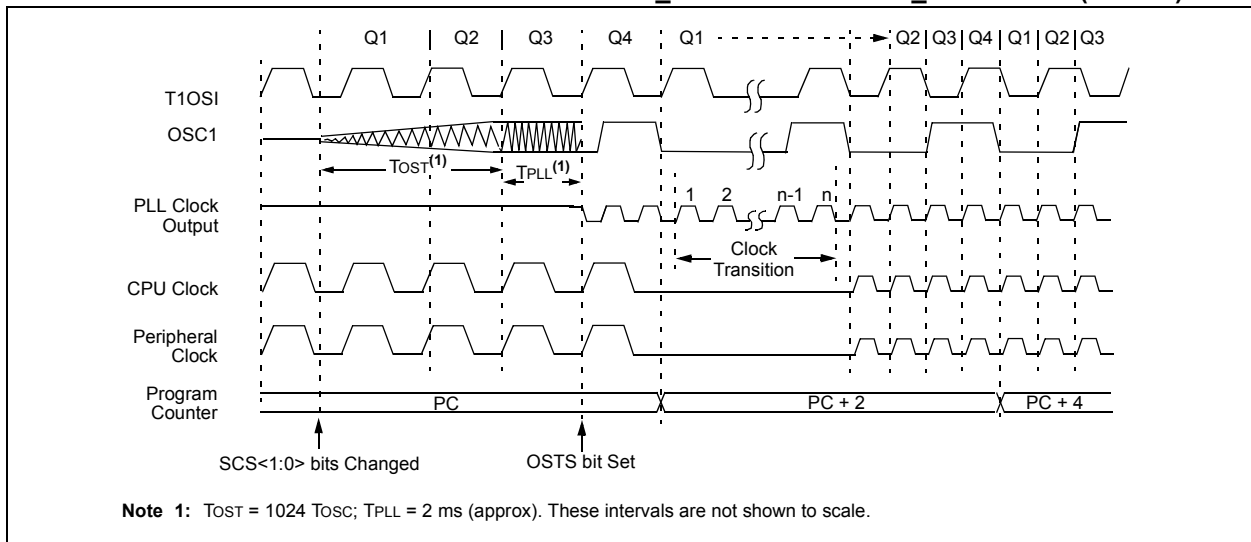 Q1 Q2 Q3 Q4 Q1 Q2 Q3 Q4 Q1 Q2 Q3
T1OSI
OSC1
TOST(1)
TPLL(1)
1 2 n-1 n
PLL Clock
Output
Clock
Transition
CPU Clock
Peripheral
Clock
Program
Counter
PC PC + 2 PC + 4
SCS<1:0> bits Changed
OSTS bit Set
Note 1: TOST = 1024 TOSC; TPLL = 2 ms (approx). These intervals are not shown to scale.